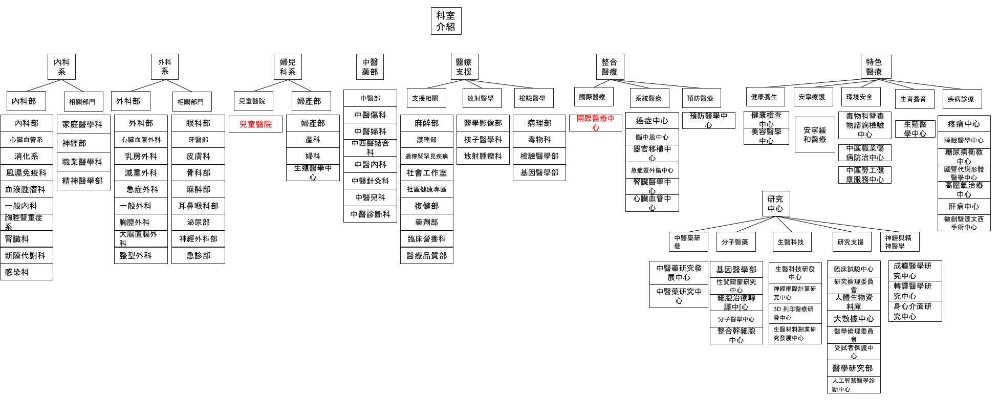 科室
介紹
內科
系
外科
系
婦兒
科系
中醫
藥部
醫療
支援
整合
醫療
特色
醫療
內科部
相關部門
外科部
相關部門
兒童醫院
婦產部
支援相關
放射醫學
檢驗醫學
國際醫療
系統醫療
預防醫療
健康養生
安寧療護
環境安全
生育養育
疾病診療
內科部
心臟血管系
消化系
風濕免疫科
血液腫瘤科
一般內科
胸腔暨重症
系
腎臟科
新陳代謝科
感染科
家庭醫學科
神經部
職業醫學科
精神醫學部
外科部
心臟血管外科
乳房外科
減重外科
急症外科
一般外科
胸腔外科
大腸直腸外
科
整型外科
眼科部
牙醫部
皮膚科
骨科部
麻醉部
耳鼻喉科部
泌尿部
神經外科部
急診部
兒童醫院
婦產部
產科
婦科
生殖醫學中
心
中醫部
中醫傷科
中醫婦科
中西醫結合
科
中醫內科
中醫針灸科
中醫兒科
中醫診斷科
麻醉部
護理部
遺傳暨罕見疾病
社會工作室
社區健康專區
復健部
藥劑部
臨床營養科
醫療品質部
醫學影像部
核子醫學科
放射腫瘤科
病理部
毒物科
檢驗醫學部
基因醫學部
國際醫療中
心
癌症中心
腦中風中心
器官移植中
心
急症暨外傷中心
腎臟醫學中
心
心臟血管中
心
預防醫學中
心
健康檢查
中心
美容醫學
中心
安寧緩
和醫療
毒物科暨毒
物諮詢檢驗
中心
中區職業傷
病防治中心
中區勞工健
康服務中心
生殖醫
學中心
疼痛中心
睡眠醫學中心
糖尿病衛教
中心
國暨代謝形體
醫學中心
高壓氧治療
中心
肝病中心
微創暨達文西
手術中心
研究
中心
中醫藥研
發
分子醫藥
生醫科技
研究支援
神經與精
神醫學
中醫藥研究發
展中心
中醫藥研究中
心
基因醫學部
性賀爾蒙研究
中心
細胞治療轉
譯中[心
分子醫學中心
整合幹細胞
中心
生醫科技研發
中心
神經網際計算研
究中心
3D 列印醫療研
發中心
生醫材料創業研
究發展中心
臨床試驗中心
研究倫理委員
會
人體生物資
料庫
大數據中心
醫學倫理委員
會
受試者保護中
心
醫學研究部
人工智慧醫學診
斷中心
成癮醫學研
究中心
轉譯醫學研
究中心
身心介面研
究中心